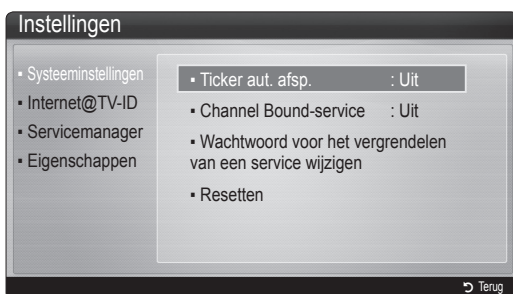 Instellingen
▪ Systeeminstellingen
▪ Internet@TV-ID
▪ Servicemanager
▪ Eigenschappen
▪ Ticker aut. afsp. : Uit
▪ Channel Bound-service : Uit
▪ Wachtwoord voor het vergrendelen
van een service wijzigen
▪ Resetten
Terug